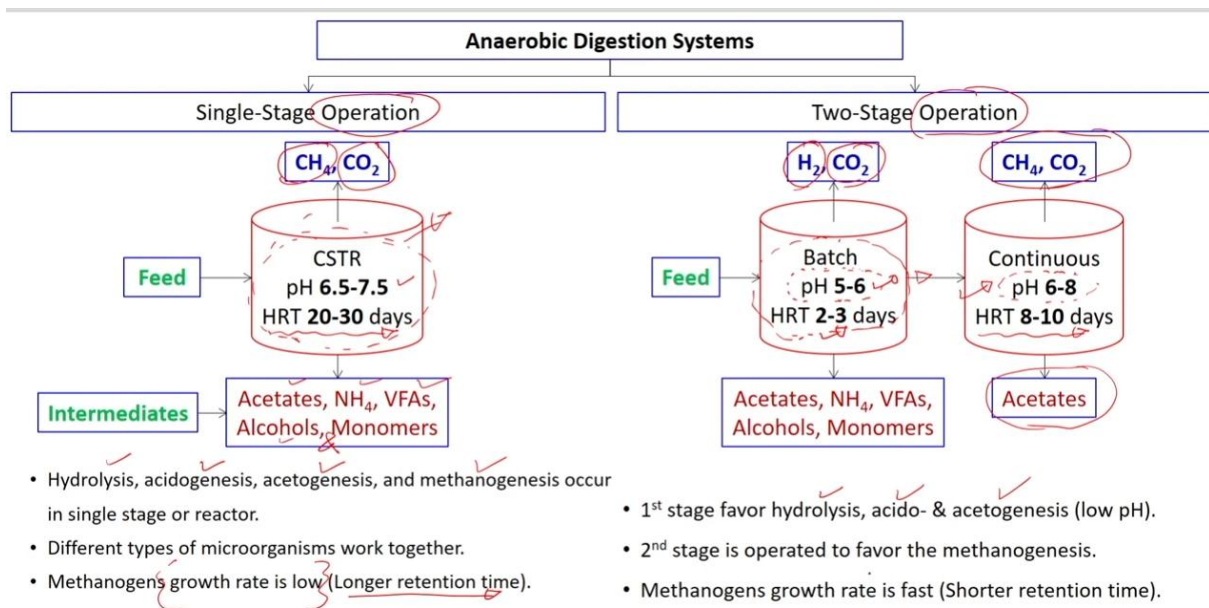 Anaerobic Digestion Systems
Single-Stage Operation
Two-Stage Operation
CH₄, CO₂
H₂, CO₂
CH₄, CO₂
Feed
CSTR
pH 6.5-7.5
HRT 20-30 days
Feed
Batch
pH 5-6
HRT 2-3 days
Continuous
pH 6-8
HRT 8-10 days
Intermediates
Acetates, NH₄, VFAs,
Alcohols, Monomers
Acetates, NH₄, VFAs,
Alcohols, Monomers
Acetates
• Hydrolysis, acidogenesis, acetogenesis, and methanogenesis occur
in single stage or reactor.
• Different types of microorganisms work together.
• Methanogens growth rate is low (Longer retention time).
• 1st stage favor hydrolysis, acido- & acetogenesis (low pH).
• 2nd stage is operated to favor the methanogenesis.
• Methanogens growth rate is fast (Shorter retention time).